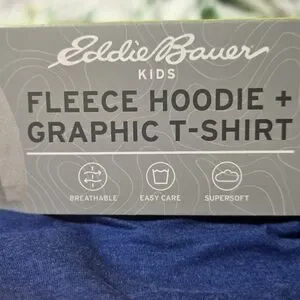 Eddie Bauer
KIDS
FLEECE HOODIE +
GRAPHIC T-SHIRT
BREATHABLE EASY CARE SUPERSOFT